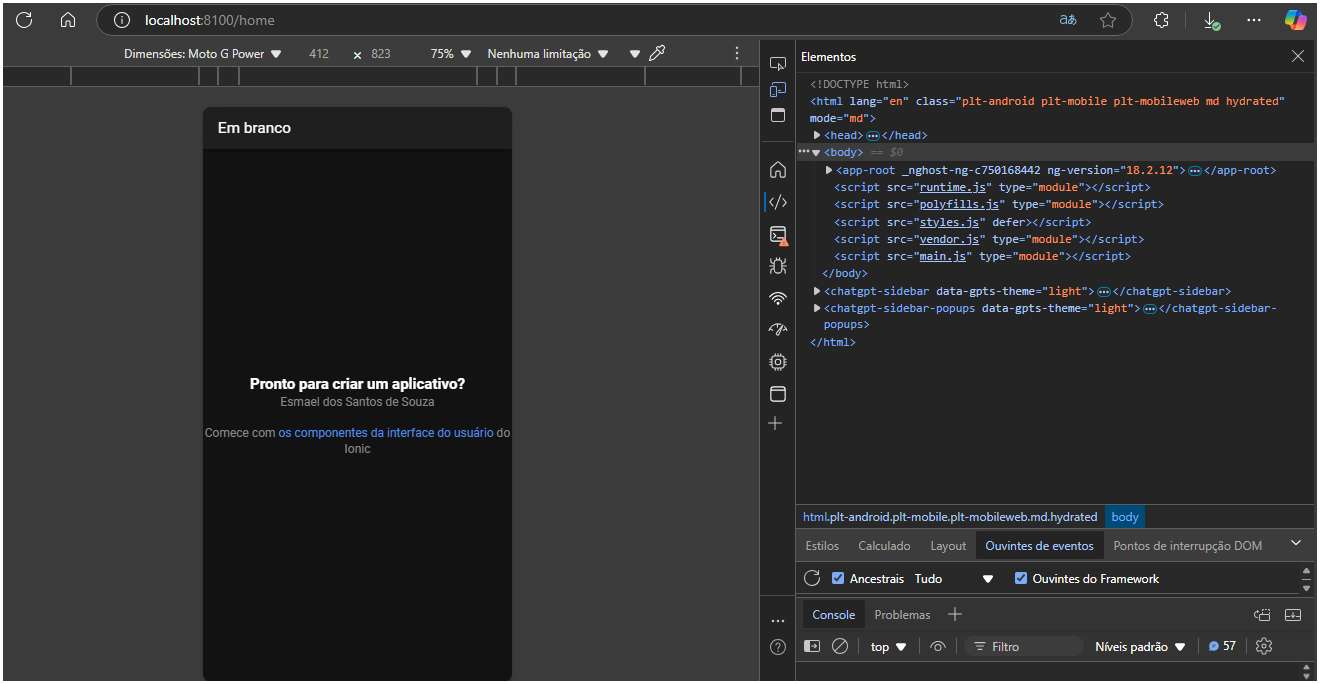 localhost:8100/home
aあ
Dimensões: Moto G Power ▼ 412 x 823 75% ▼ Nenhuma limitação ▼
Elementos
<!DOCTYPE html>
<html lang="en" class="plt-android plt-mobile plt-mobileweb md hydrated"
mode="md">
<head> ••• </head>
••• ▼ <body> == $0
<app-root _nghost-ng-c750168442 ng-version="18.2.12"> ••• </app-root>
<script src="runtime.js" type="module"></script>
<script src="polyfills.js" type="module"></script>
<script src="styles.js" defer></script>
<script src="vendor.js" type="module"></script>
<script src="main.js" type="module"></script>
</body>
<chatgpt-sidebar data-gpts-theme="light"> ••• </chatgpt-sidebar>
<chatgpt-sidebar-popups data-gpts-theme="light"> ••• </chatgpt-sidebar-
popups>
</html>
Em branco
Pronto para criar um aplicativo?
Esmael dos Santos de Souza
Comece com os componentes da interface do usuário do
Ionic
html.plt-android.plt-mobile.plt-mobileweb.md.hydrated body
Estilos Calculado Layout Ouvintes de eventos Pontos de interrupção DOM
Ancestrais Tudo ▼ Ouvintes do Framework
Console Problemas
top ▼ Filtro Níveis padrão ▼ 57